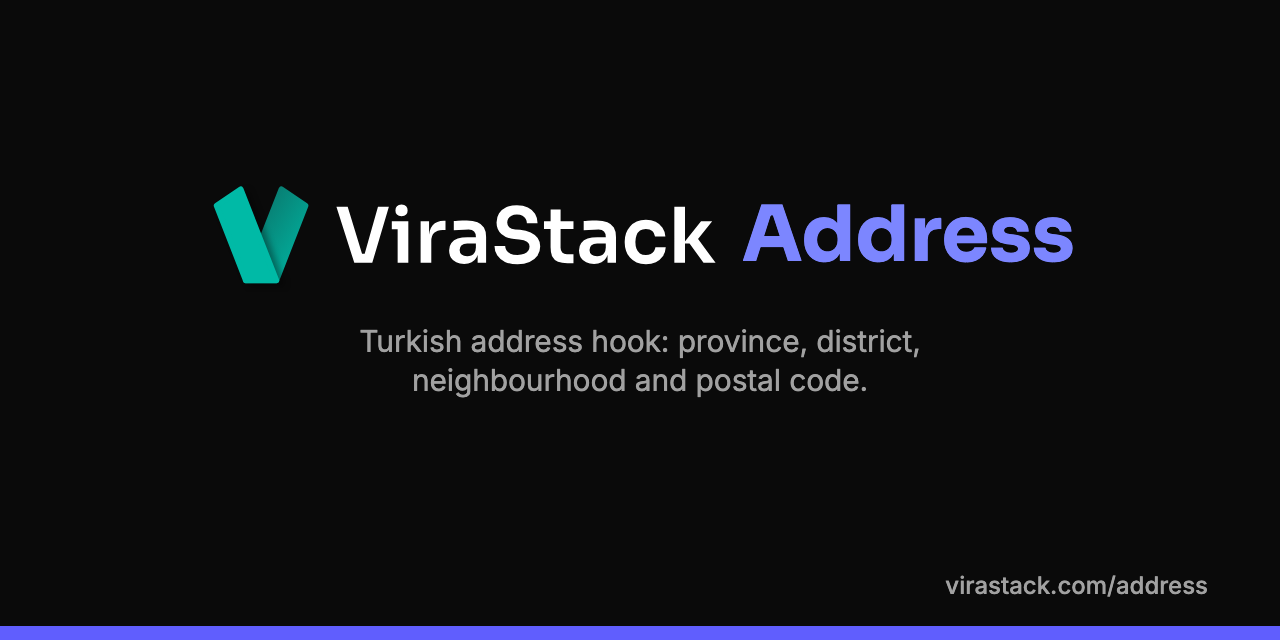 ViraStack Address
Turkish address hook: province, district,
neighbourhood and postal code.
virastack.com/address